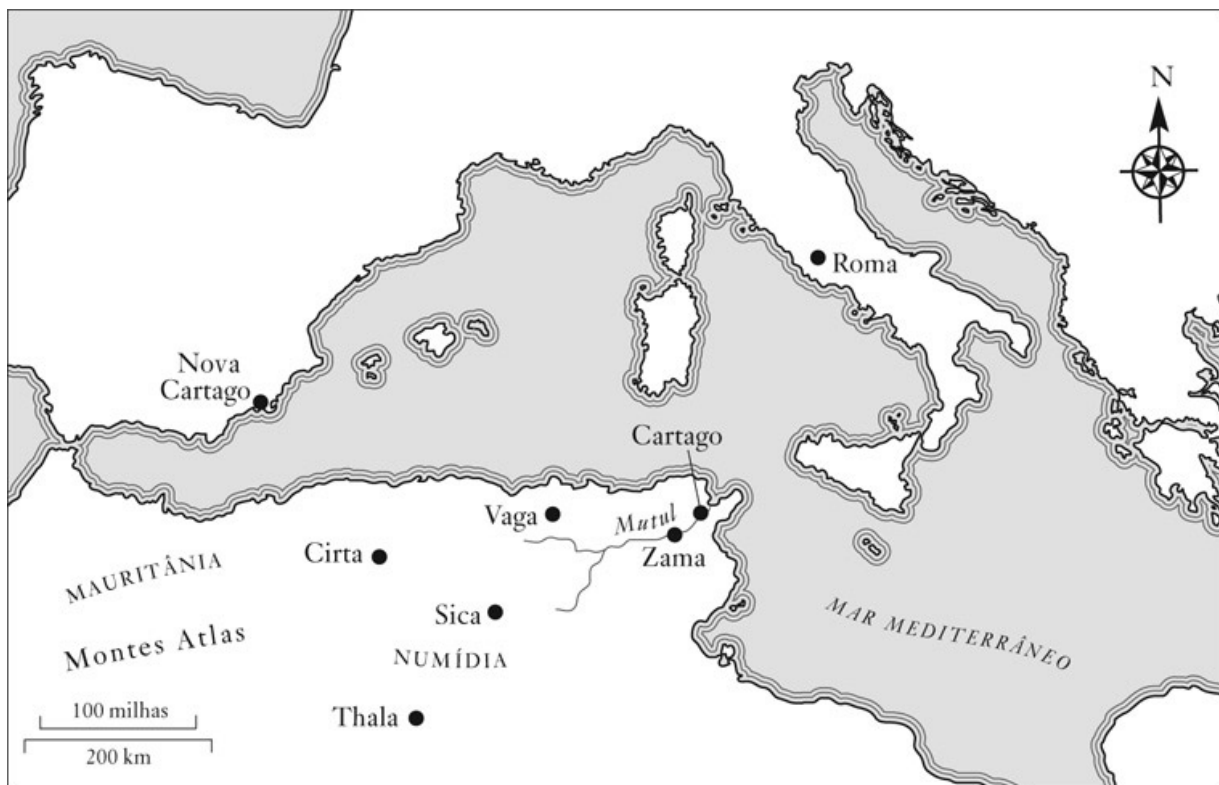 N
Roma
Nova
Cartago
Cartago
Vaga
Mutul
Zama
Cirta
MAURITÂNIA
Sica
MAR MEDITERRÂNEO
Montes Atlas
NUMÍDIA
100 milhas
Thala
200 km